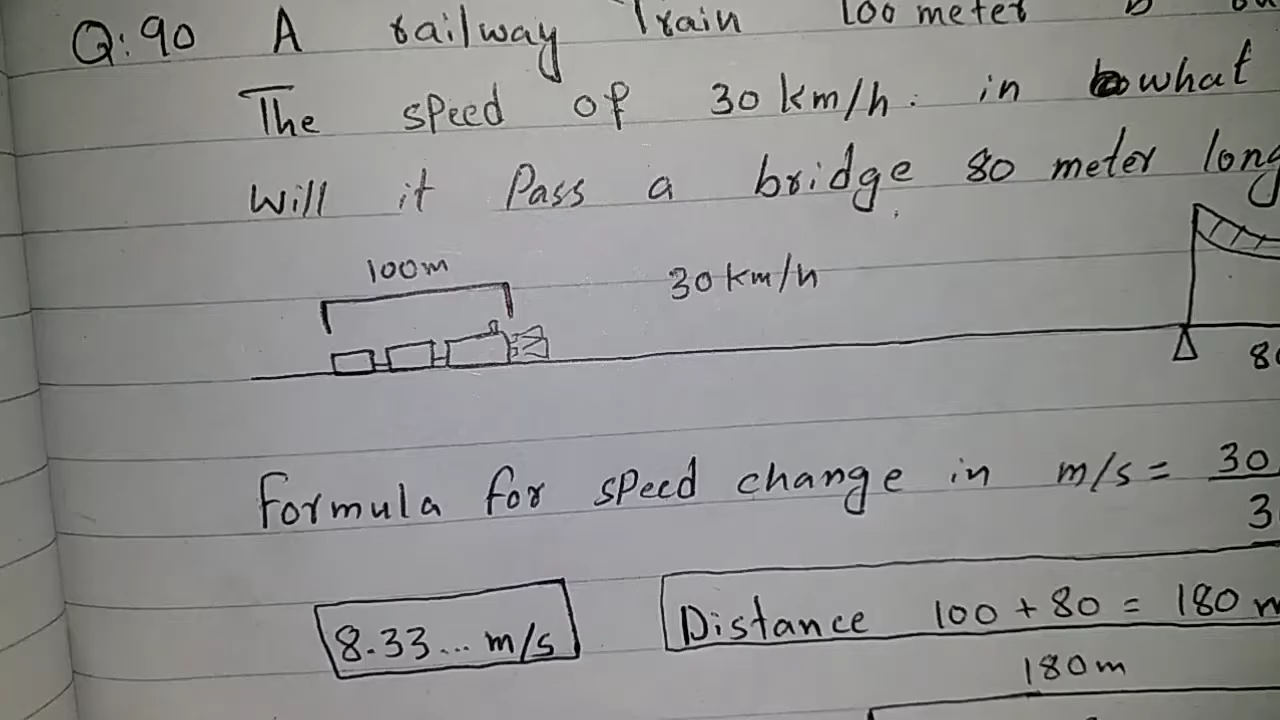 Q:90 A railway Train 100 meter
The speed of 30 km/h. in what
Will it Pass a bridge 80 meter long
100m
30 km/h
Formula for speed change in m/s = 30
8.33... m/s
Distance 100 + 80 = 180 m
180m